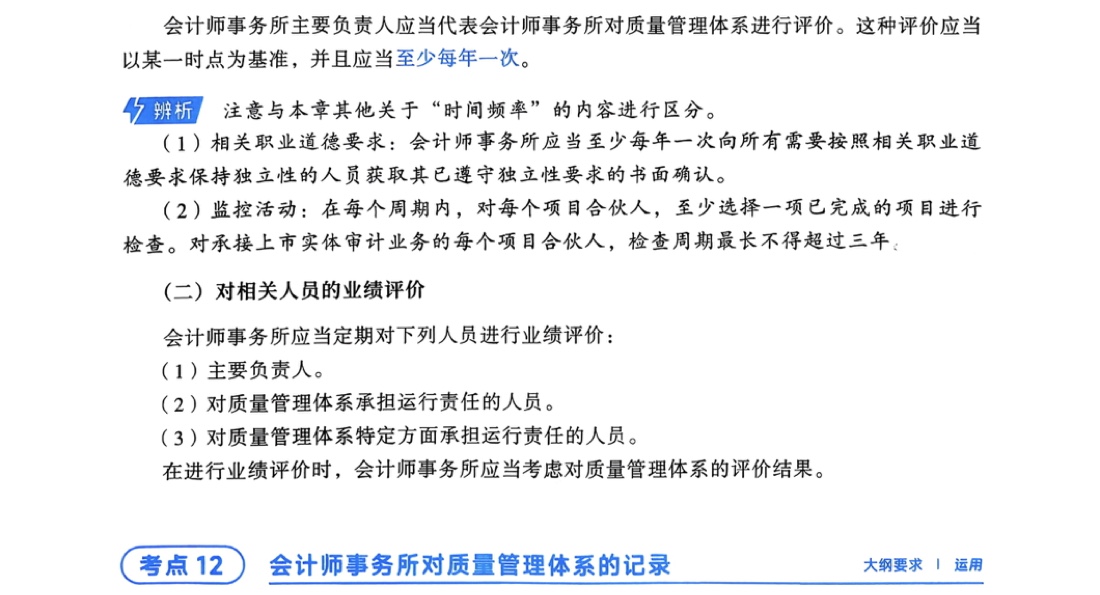 会计师事务所主要负责人应当代表会计师事务所对质量管理体系进行评价。这种评价应当
以某一时点为基准，并且应当至少每年一次。
辨析 注意与本章其他关于“时间频率”的内容进行区分。
（1）相关职业道德要求：会计师事务所应当至少每年一次向所有需要按照相关职业道
德要求保持独立性的人员获取其已遵守独立性要求的书面确认。
（2）监控活动：在每个周期内，对每个项目合伙人，至少选择一项已完成的项目进行
检查。对承接上市实体审计业务的每个项目合伙人，检查周期最长不得超过三年。
（二）对相关人员的业绩评价
会计师事务所应当定期对下列人员进行业绩评价：
（1）主要负责人。
（2）对质量管理体系承担运行责任的人员。
（3）对质量管理体系特定方面承担运行责任的人员。
在进行业绩评价时，会计师事务所应当考虑对质量管理体系的评价结果。
考点 12 会计师事务所对质量管理体系的记录 大纲要求 | 运用